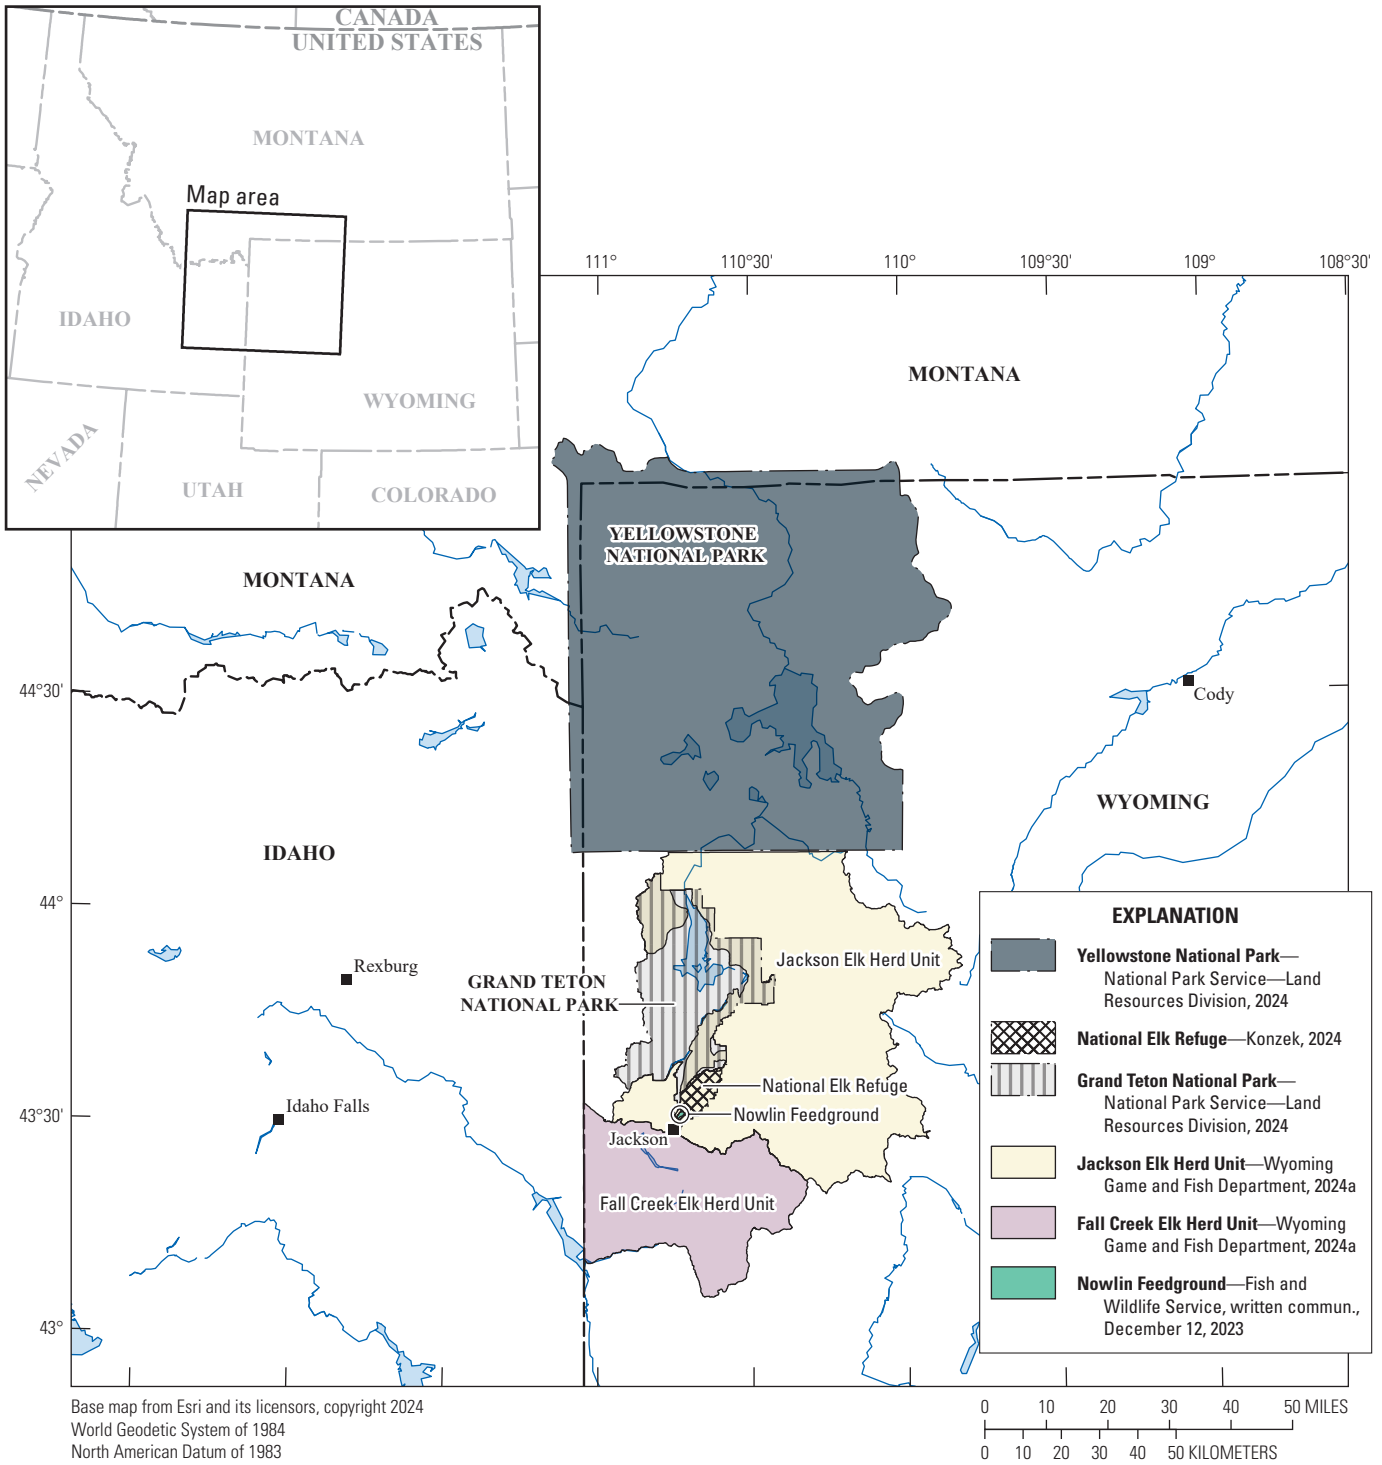 CANADA
UNITED STATES
MONTANA
Map area
IDAHO
WYOMING
NEVADA
UTAH
COLORADO
111°
110°30'
110°
109°30'
109°
108°30'
MONTANA
YELLOWSTONE
NATIONAL PARK
MONTANA
44°30'
Cody
WYOMING
IDAHO
44°
Rexburg
GRAND TETON
NATIONAL PARK
Jackson Elk Herd Unit
National Elk Refuge
Nowlin Feedground
43°30'
Idaho Falls
Jackson
Fall Creek Elk Herd Unit
43°
EXPLANATION
Yellowstone National Park—
National Park Service—Land
Resources Division, 2024
National Elk Refuge—Konzek, 2024
Grand Teton National Park—
National Park Service—Land
Resources Division, 2024
Jackson Elk Herd Unit—Wyoming
Game and Fish Department, 2024a
Fall Creek Elk Herd Unit—Wyoming
Game and Fish Department, 2024a
Nowlin Feedground—Fish and
Wildlife Service, written commun.,
December 12, 2023
Base map from Esri and its licensors, copyright 2024
World Geodetic System of 1984
North American Datum of 1983
0 10 20 30 40 50 MILES
0 10 20 30 40 50 KILOMETERS